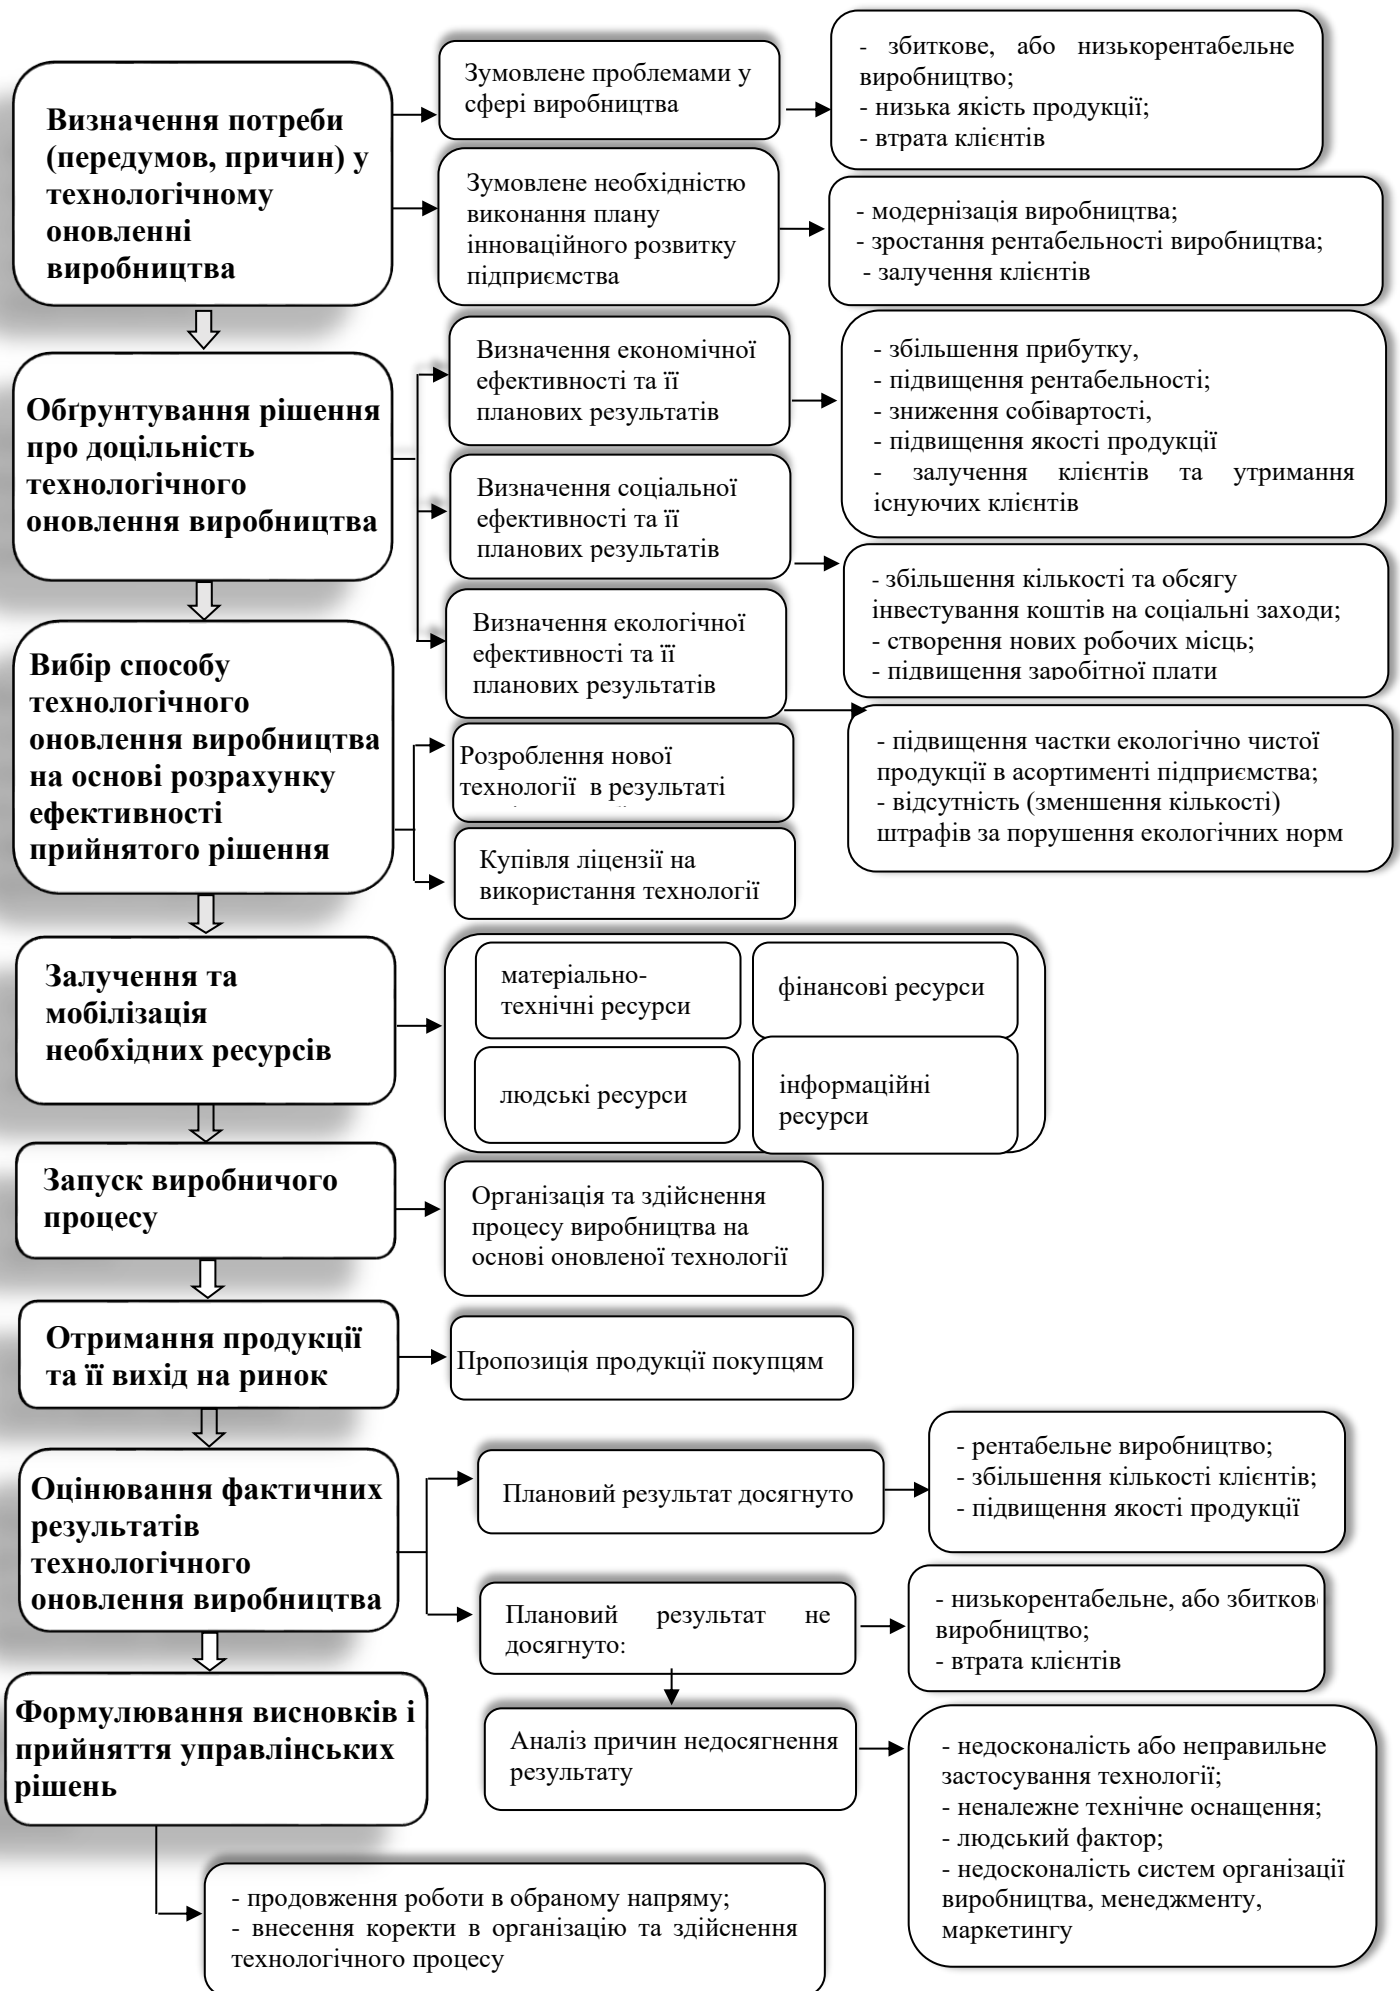 Визначення потреби
(передумов, причин) у
технологічному
оновленні
виробництва
Зумовлене проблемами у
сфері виробництва
- збиткове, або низькорентабельне
виробництво;
- низька якість продукції;
- втрата клієнтів
Зумовлене необхідністю
виконання плану
інноваційного розвитку
підприємства
- модернізація виробництва;
- зростання рентабельності виробництва;
- залучення клієнтів
Обґрунтування рішення
про доцільність
технологічного
оновлення виробництва
Визначення економічної
ефективності та її
планових результатів
- збільшення прибутку,
- підвищення рентабельності;
- зниження собівартості,
- підвищення якості продукції
- залучення клієнтів та утримання
існуючих клієнтів
Визначення соціальної
ефективності та її
планових результатів
- збільшення кількості та обсягу
інвестування коштів на соціальні заходи;
- створення нових робочих місць;
- підвищення заробітної плати
Визначення екологічної
ефективності та її
планових результатів
- підвищення частки екологічно чистої
продукції в асортименті підприємства;
- відсутність (зменшення кількості)
штрафів за порушення екологічних норм
Вибір способу
технологічного
оновлення виробництва
на основі розрахунку
ефективності
прийнятого рішення
Розроблення нової
технології в результаті
Купівля ліцензії на
використання технології
Залучення та
мобілізація
необхідних ресурсів
матеріально-
технічні ресурси
фінансові ресурси
людські ресурси
інформаційні
ресурси
Запуск виробничого
процесу
Організація та здійснення
процесу виробництва на
основі оновленої технології
Отримання продукції
та її вихід на ринок
Пропозиція продукції покупцям
Оцінювання фактичних
результатів
технологічного
оновлення виробництва
Плановий результат досягнуто
- рентабельне виробництво;
- збільшення кількості клієнтів;
- підвищення якості продукції
Плановий результат не
досягнуто:
- низькорентабельне, або збитков
виробництво;
- втрата клієнтів
Аналіз причин недосягнення
результату
- недосконалість або неправильне
застосування технології;
- неналежне технічне оснащення;
- людський фактор;
- недосконалість систем організації
виробництва, менеджменту,
маркетингу
Формулювання висновків і
прийняття управлінських
рішень
- продовження роботи в обраному напряму;
- внесення коректи в організацію та здійснення
технологічного процесу